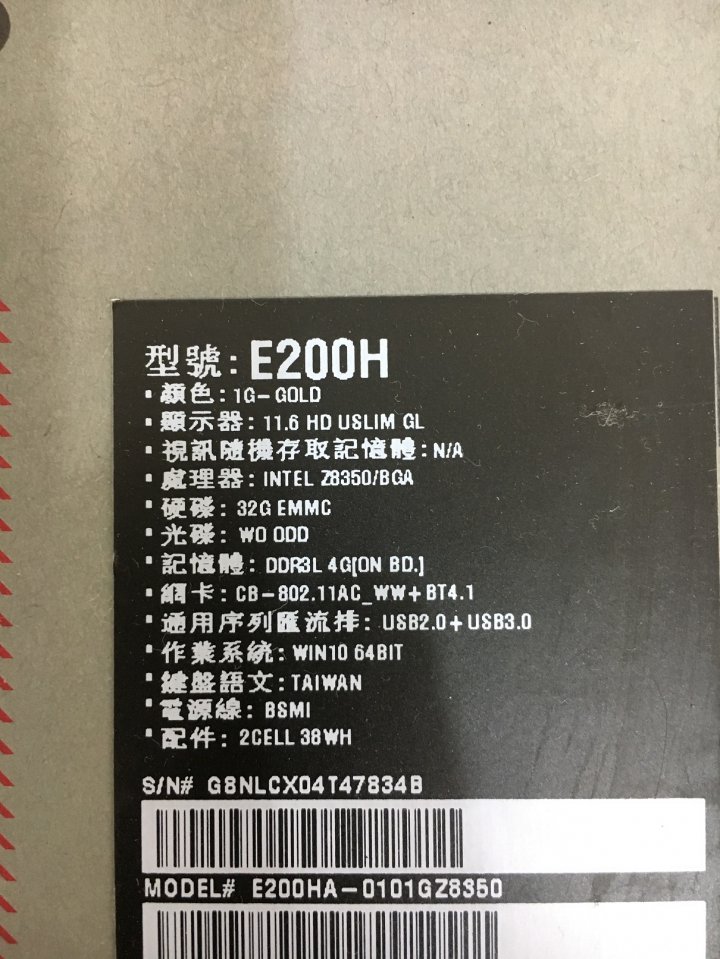 型號: E200H
▪顏色: 1G-GOLD
▪顯示器: 11.6 HD USLIM GL
▪視訊隨機存取記憶體: N/A
▪處理器: INTEL Z8350/BGA
▪硬碟: 32G EMMC
▪光碟: WO ODD
▪記憶體: DDR3L 4G[ON BD.]
▪網卡: CB-802.11AC_WW+BT4.1
▪通用序列匯流排: USB2.0+USB3.0
▪作業系統: WIN10 64BIT
▪鍵盤語文: TAIWAN
▪電源線: BSMI
▪配件: 2CELL 38WH
S/N# G8NLCX04T47834B
MODEL# E200HA-0101GZ8350